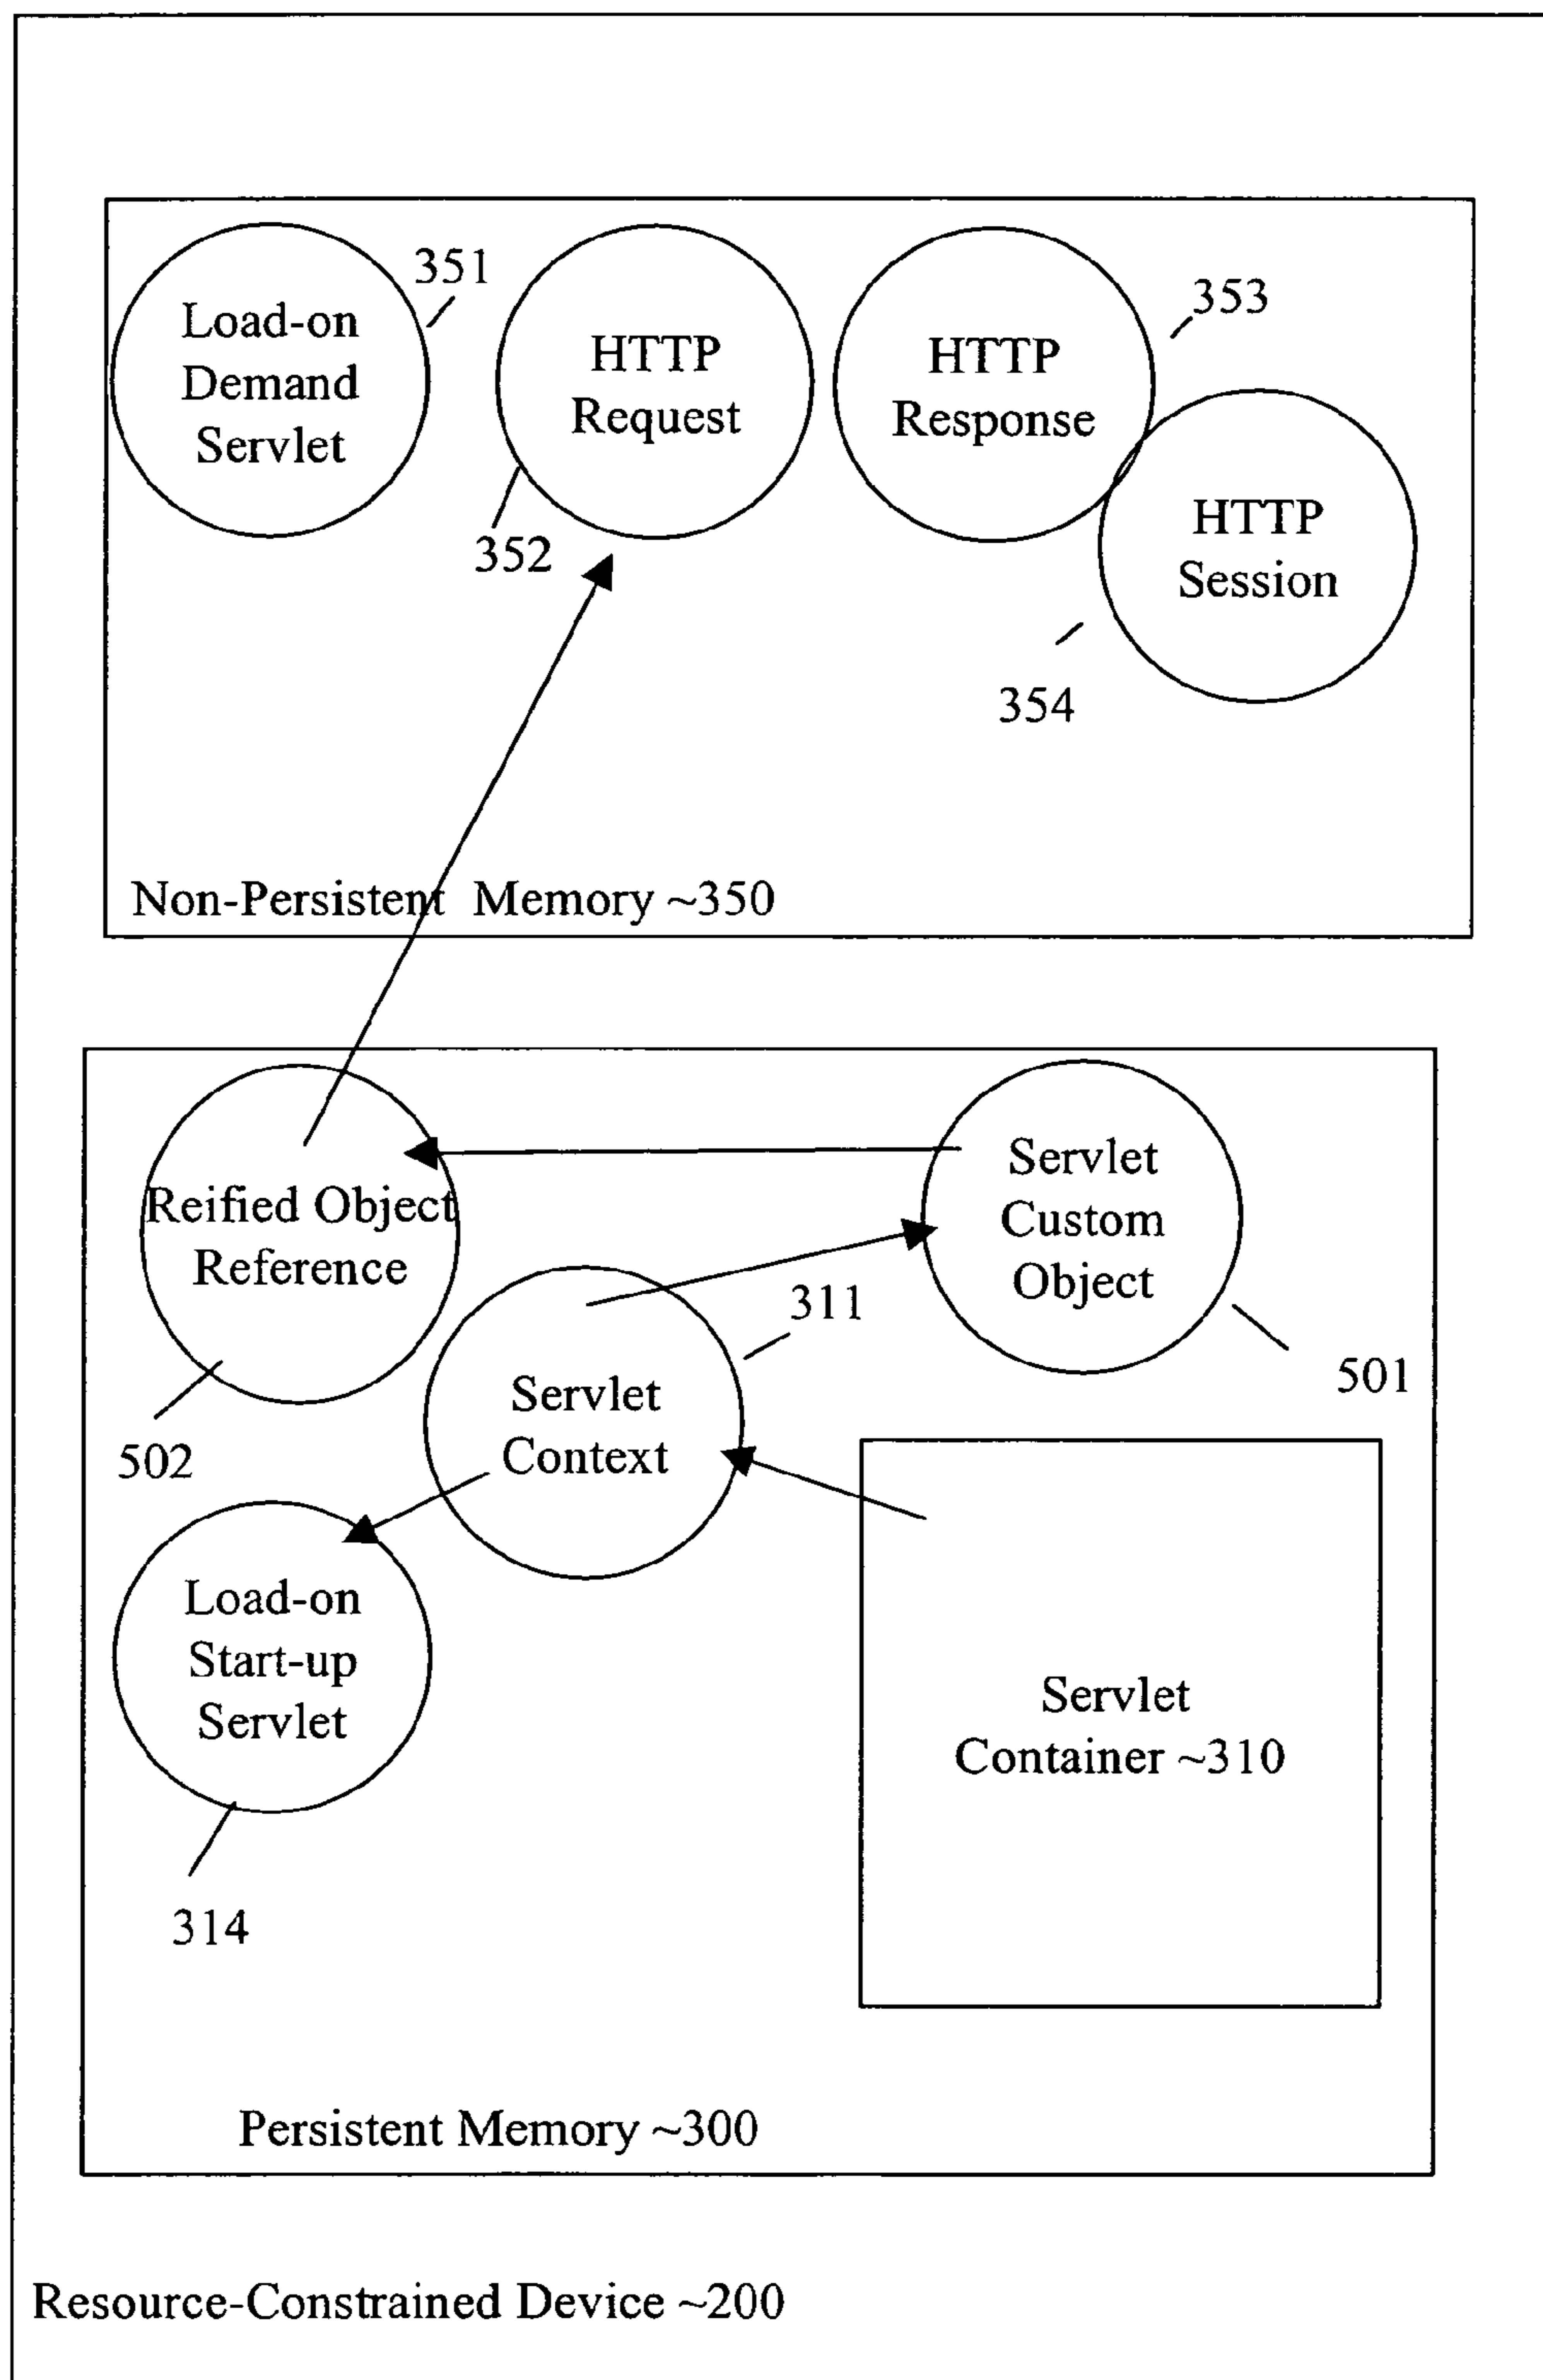 Load-on
Demand
Servlet
351
HTTP
Request
352
HTTP
Response
353
HTTP
Session
354
Non-Persistent Memory ~350
Reified Object
Reference
502
Servlet
Custom
Object
501
311
Servlet
Context
Load-on
Start-up
Servlet
314
Servlet
Container ~310
Persistent Memory ~300
Resource-Constrained Device ~200